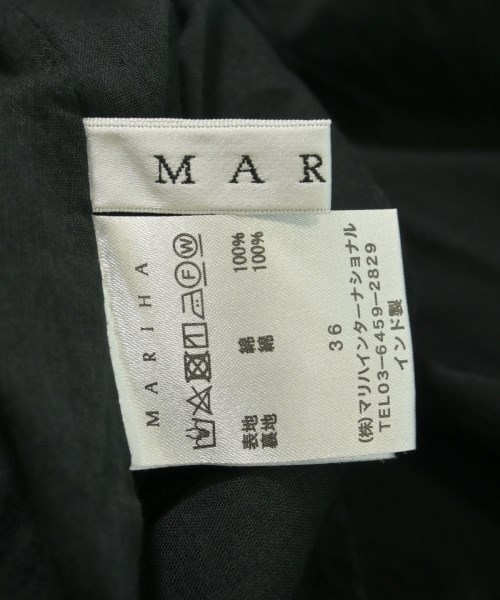 MAR
MARIHA
表地 綿 100%
裏地 綿 100%
36
(株)マリハインターナショナル
TEL03-6459-2829
インド製